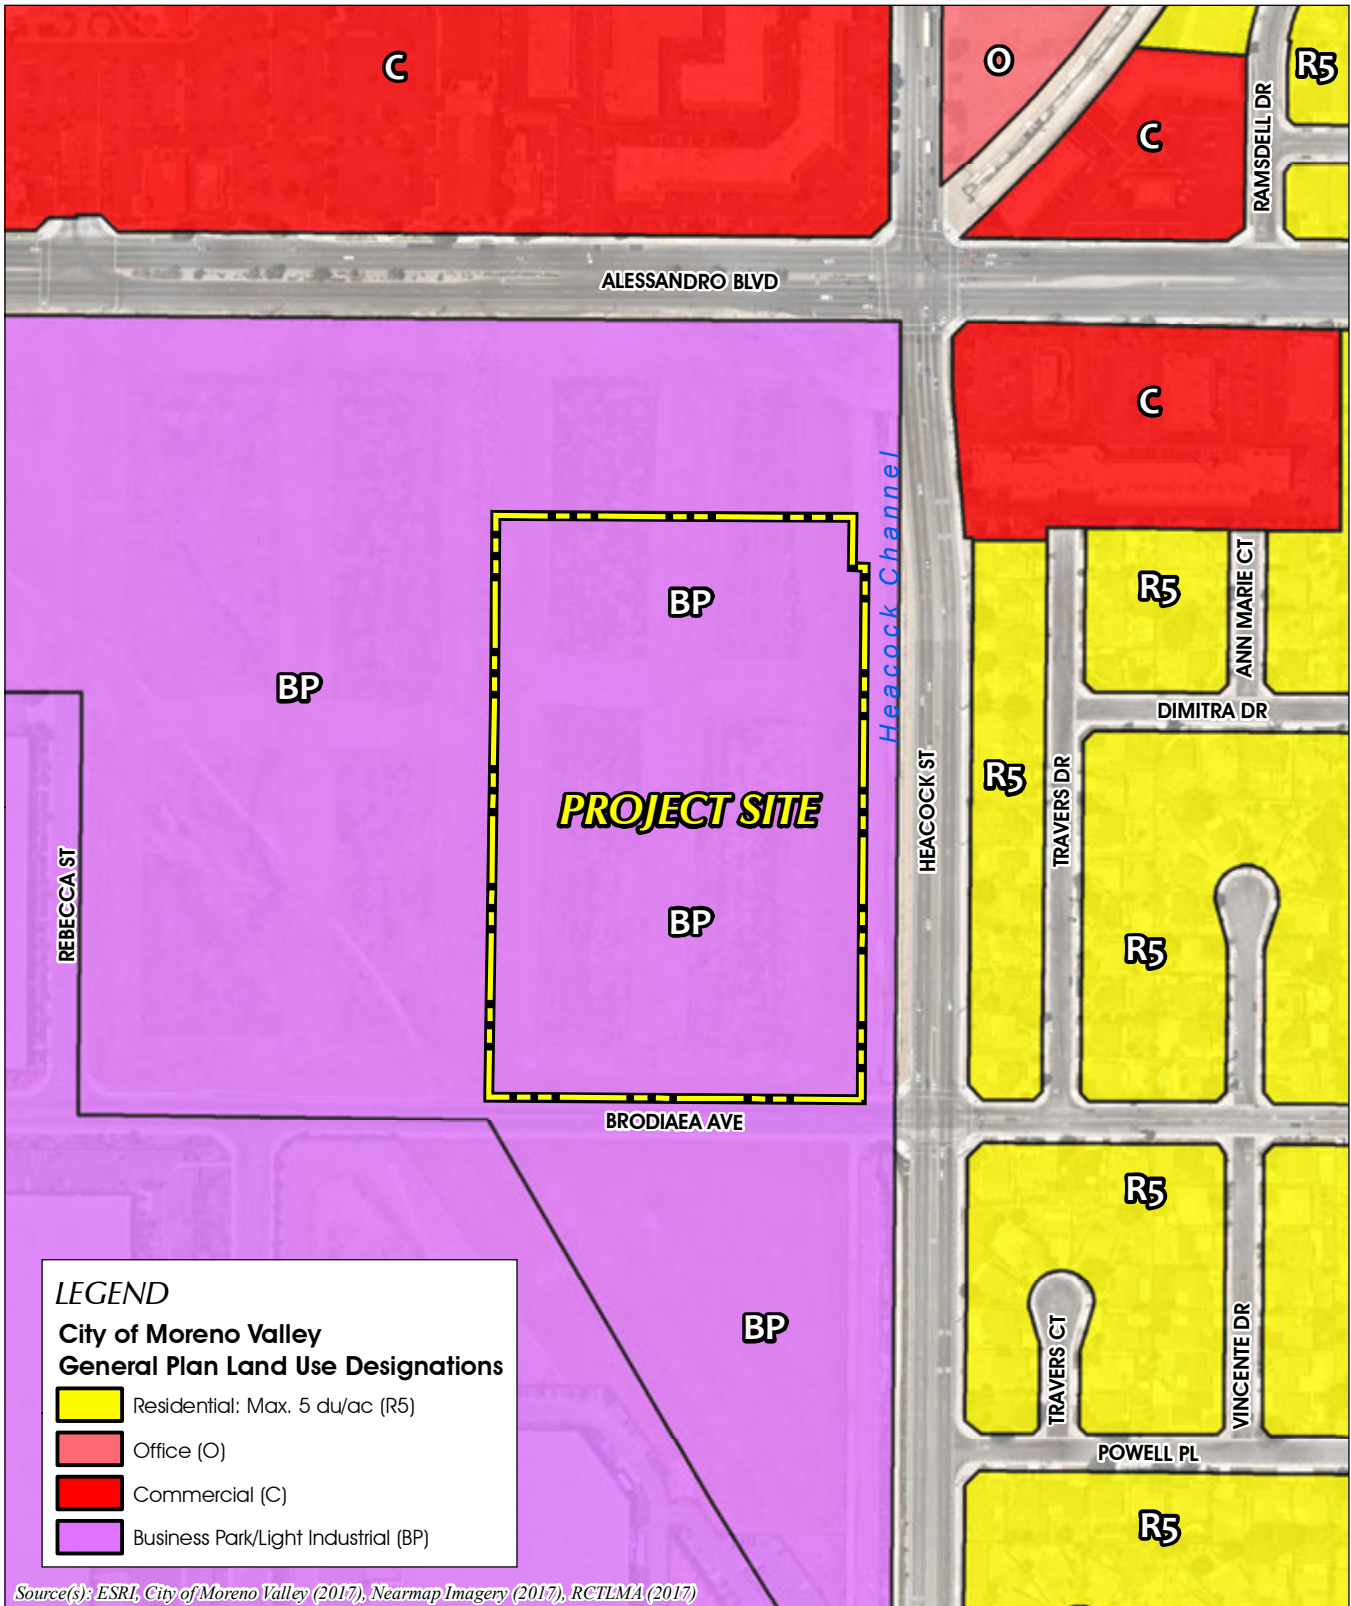 C
O
R5
C
RAMSDELL DR
ALESSANDRO BLVD
C
Heacock Channel
BP
R5
ANN MARIE CT
BP
DIMITRA DR
R5
PROJECT SITE
HEACOCK ST
TRAVERS DR
REBECCA ST
BP
R5
BRODIAEA AVE
R5
BP
TRAVERS CT
VINCENTE DR
POWELL PL
R5
LEGEND
City of Moreno Valley
General Plan Land Use Designations
Residential: Max. 5 du/ac (R5)
Office (O)
Commercial (C)
Business Park/Light Industrial (BP)
Source(s): ESRI, City of Moreno Valley (2017), Nearmap Imagery (2017), RCTLMA (2017)